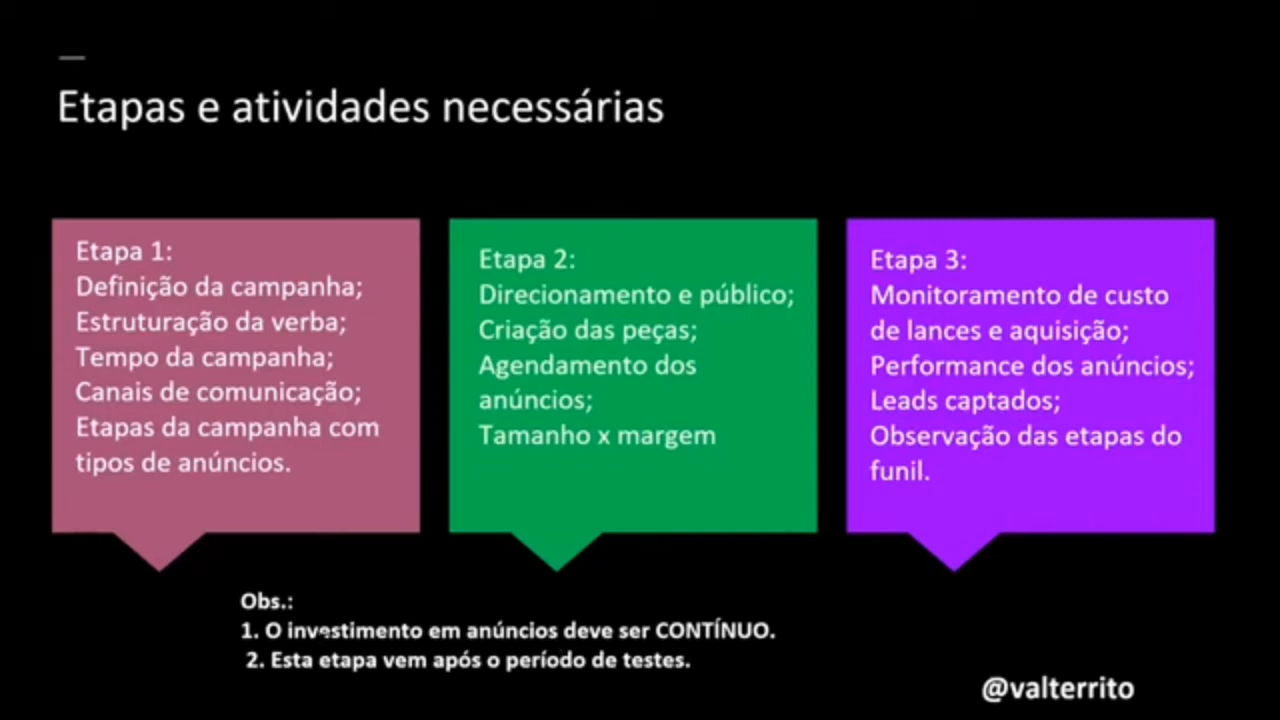 Etapas e atividades necessárias
Etapa 1:
Definição da campanha;
Estruturação da verba;
Tempo da campanha;
Canais de comunicação;
Etapas da campanha com
tipos de anúncios.
Etapa 2:
Direcionamento e público;
Criação das peças;
Agendamento dos
anúncios;
Tamanho x margem
Etapa 3:
Monitoramento de custo
de lances e aquisição;
Performance dos anúncios;
Leads captados;
Observação das etapas do
funil.
Obs.:
1. O investimento em anúncios deve ser CONTÍNUO.
2. Esta etapa vem após o período de testes.
@valterrito